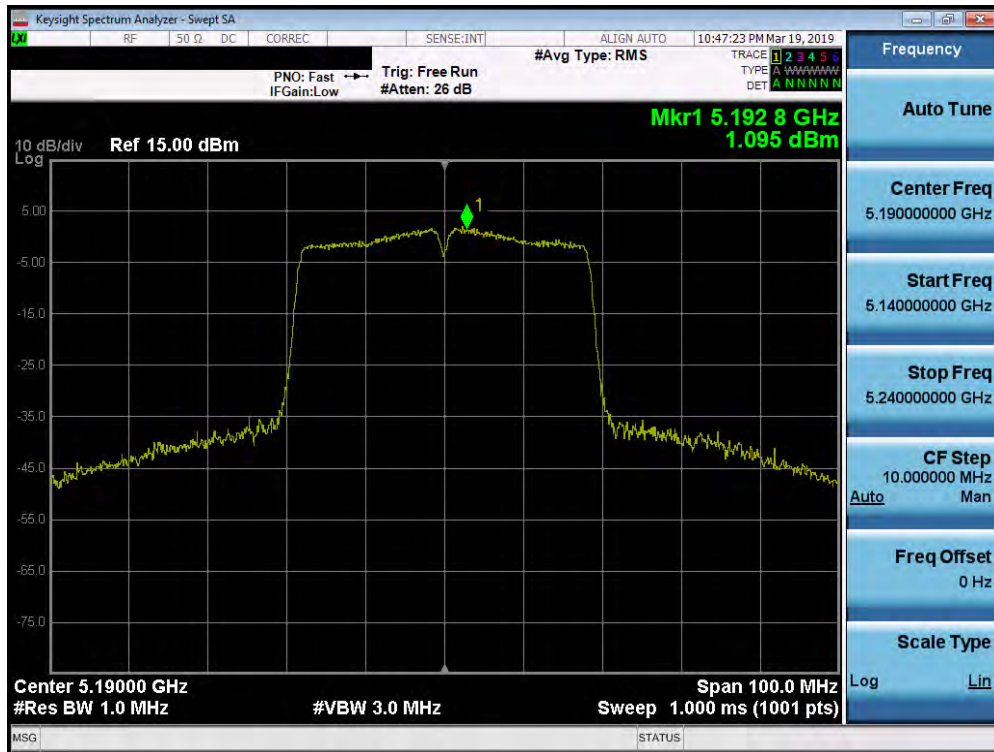 Keysight Spectrum Analyzer - Swept SA
LXI RF 50 Ω DC CORREC SENSE:INT ALIGN AUTO 10:47:23 PM Mar 19, 2019
#Avg Type: RMS TRACE 1 2 3 4 5 6
PNO: Fast Trig: Free Run TYPE A W W W W W
IFGain:Low #Atten: 26 dB DET A N N N N N
Mkr1 5.192 8 GHz
1.095 dBm
10 dB/div Ref 15.00 dBm
Log
1
5.00
-5.00
-15.0
-25.0
-35.0
-45.0
-55.0
-65.0
-75.0
Center 5.19000 GHz Span 100.0 MHz
#Res BW 1.0 MHz #VBW 3.0 MHz Sweep 1.000 ms (1001 pts)
MSG STATUS
Frequency
Auto Tune
Center Freq
5.190000000 GHz
Start Freq
5.140000000 GHz
Stop Freq
5.240000000 GHz
CF Step
10.000000 MHz
Auto Man
Freq Offset
0 Hz
Scale Type
Log Lin